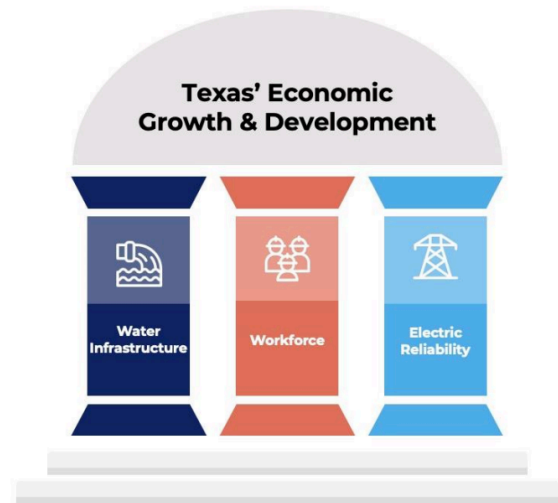 Texas’ Economic
Growth & Development
Water
Infrastructure
Workforce
Electric
Reliability